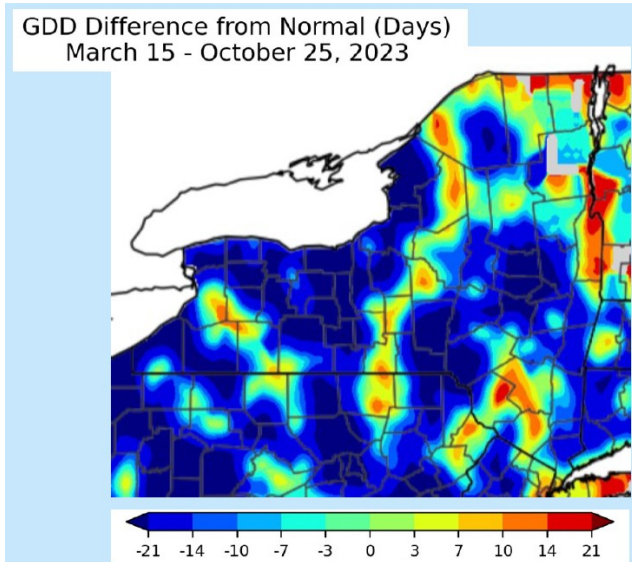 GDD Difference from Normal (Days)
March 15 - October 25, 2023
-21 -14 -10 -7 -3 0 3 7 10 14 21